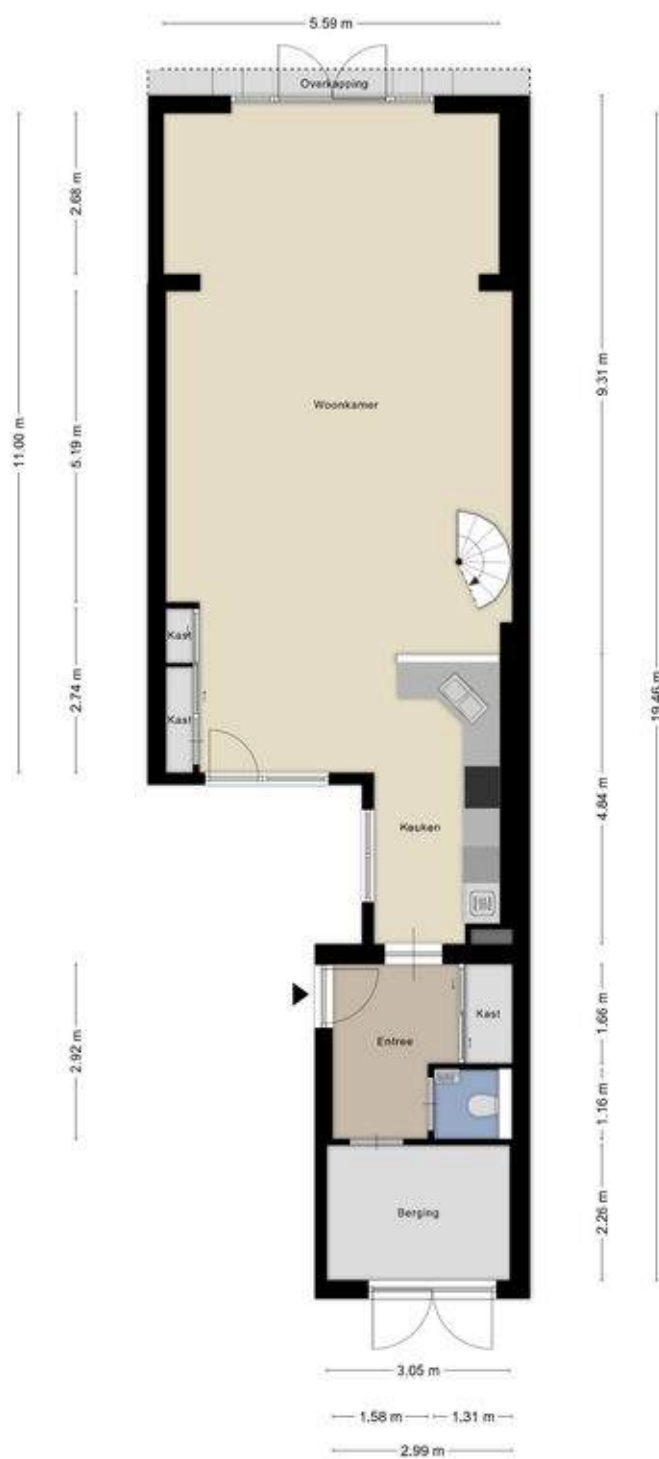 5.59 m
Overkapping
2.68 m
9.31 m
Woonkamer
11.00 m
5.19 m
Kast
2.74 m
Kast
19.46 m
4.84 m
Keuken
Kast
1.66 m
Entree
2.92 m
1.16 m
2.26 m
Berging
3.05 m
1.58 m
1.31 m
2.99 m